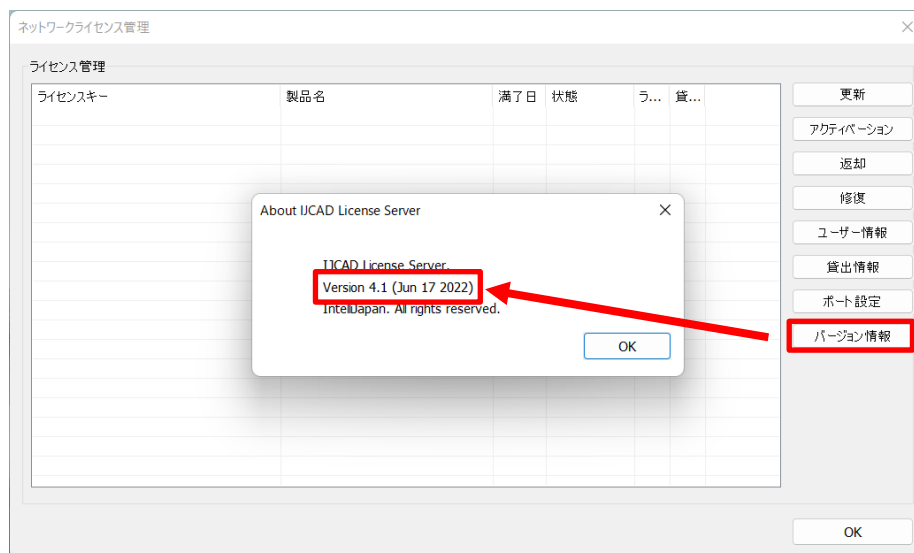 ネットワークライセンス管理
ライセンス管理
ライセンスキー 製品名 満了日 状態 ラ... 貸...
更新
アクティベーション
返却
修復
ユーザー情報
貸出情報
ポート設定
バージョン情報
About IJCAD License Server
IJCAD License Server.
Version 4.1 (Jun 17 2022)
IntelliJapan. All rights reserved.
OK
OK